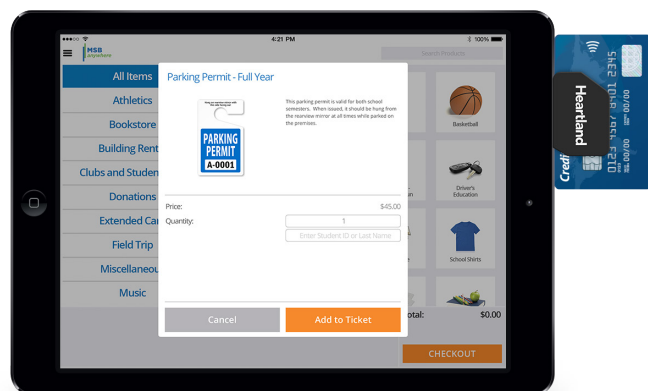 4:21 PM
100%
MSB
anywhere
Search Products
All Items
Athletics
Bookstore
Building Rent
Clubs and Studen
Donations
Extended Car
Field Trip
Miscellaneou
Music
Parking Permit - Full Year
PARKING
PERMIT
A-0001
This parking permit is valid for both school
semesters. When issued, it should be hung from
the rearview mirror at all times while parked on
the premises.
Price:
$45.00
Quantity:
1
Enter Student ID or Last Name
Cancel
Add to Ticket
Basketball
Driver's
Education
School Shirts
otal:
$0.00
CHECKOUT
Heartland
Credi
00/00
00/00